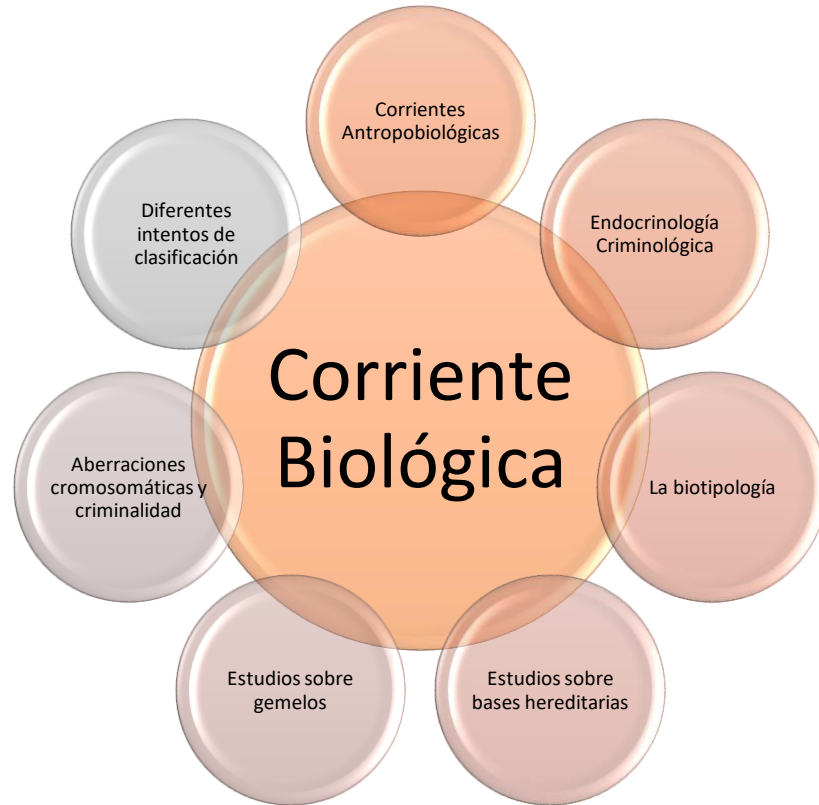 Corrientes
Antropobiológicas
Endocrinología
Criminológica
La biotipología
Estudios sobre
bases hereditarias
Estudios sobre
gemelos
Aberraciones
cromosomáticas y
criminalidad
Diferentes
intentos de
clasificación
Corriente
Biológica